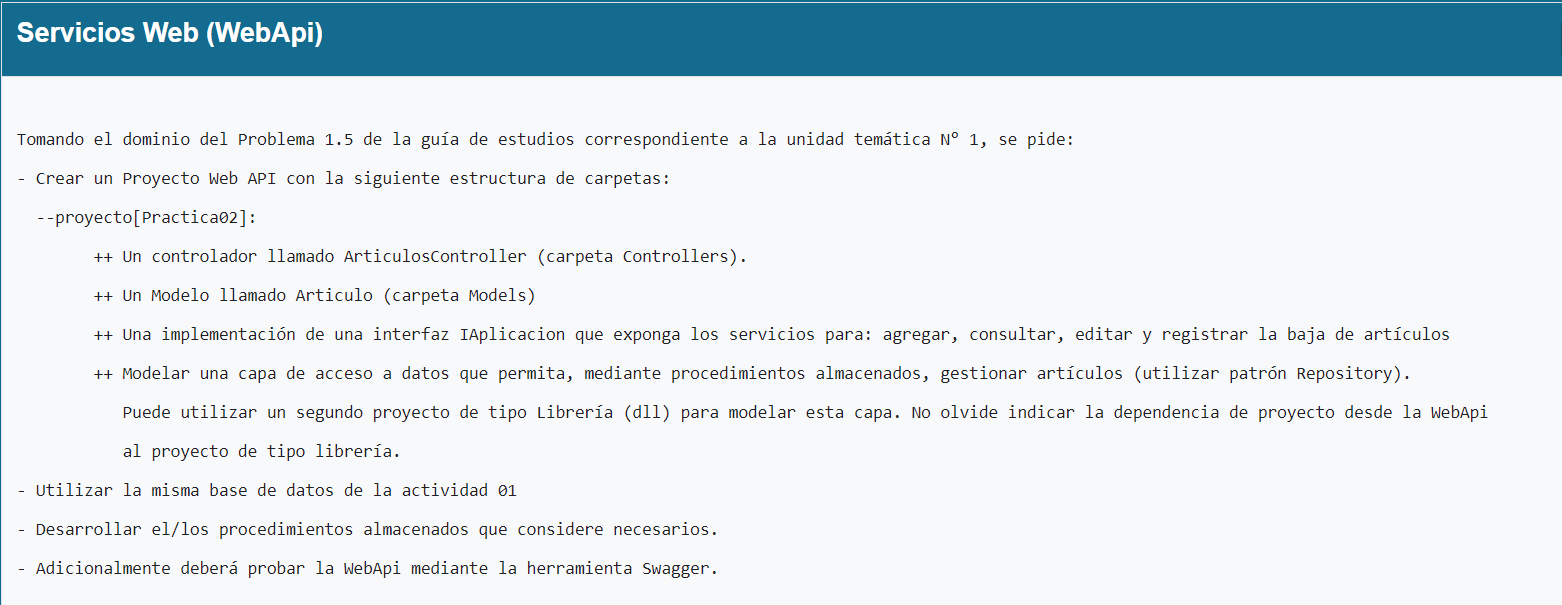 Servicios Web (WebApi)
Tomando el dominio del Problema 1.5 de la guía de estudios correspondiente a la unidad temática N° 1, se pide:
- Crear un Proyecto Web API con la siguiente estructura de carpetas:
--proyecto[Practica02]:
++ Un controlador llamado ArticulosController (carpeta Controllers).
++ Un Modelo llamado Articulo (carpeta Models)
++ Una implementación de una interfaz IAplicacion que exponga los servicios para: agregar, consultar, editar y registrar la baja de artículos
++ Modelar una capa de acceso a datos que permita, mediante procedimientos almacenados, gestionar artículos (utilizar patrón Repository).
Puede utilizar un segundo proyecto de tipo Librería (dll) para modelar esta capa. No olvide indicar la dependencia de proyecto desde la WebApi
al proyecto de tipo librería.
- Utilizar la misma base de datos de la actividad 01
- Desarrollar el/los procedimientos almacenados que considere necesarios.
- Adicionalmente deberá probar la WebApi mediante la herramienta Swagger.